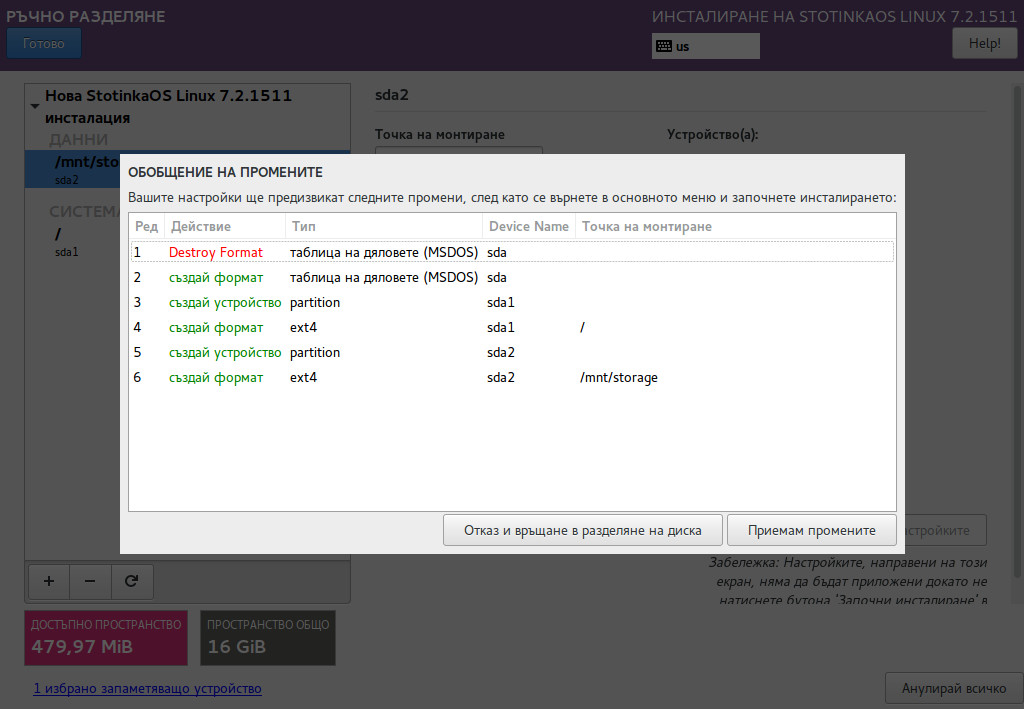 РЪЧНО РАЗДЕЛЯНЕ
ИНСТАЛИРАНЕ НА STOTINKAOS LINUX 7.2.1511
Готово
us
Help!
Нова StotinkaOS Linux 7.2.1511
инсталация
ДАННИ
/mnt/sto
sda2
СИСТЕМА
/
sda1
sda2
Точка на монтиране
Устройство(а):
ОБОБЩЕНИЕ НА ПРОМЕНИТЕ
Вашите настройки ще предизвикат следните промени, след като се върнете в основното меню и започнете инсталирането:
Ред Действие Тип Device Name Точка на монтиране
1 Destroy Format таблица на дяловете (MSDOS) sda
2 създай формат таблица на дяловете (MSDOS) sda
3 създай устройство partition sda1
4 създай формат ext4 sda1 /
5 създай устройство partition sda2
6 създай формат ext4 sda2 /mnt/storage
Отказ и връщане в разделяне на диска
Приемам промените
стройките
Забележка: Настройките, направени на този
екран, няма да бъдат приложени докато не
натиснете бутона 'Започни инсталиране' в
+ −
ДОСТЪПНО ПРОСТРАНСТВО
479,97 MiB
ПРОСТРАНСТВО ОБЩО
16 GiB
1 избрано запаметяващо устройство
Анулирай всичко